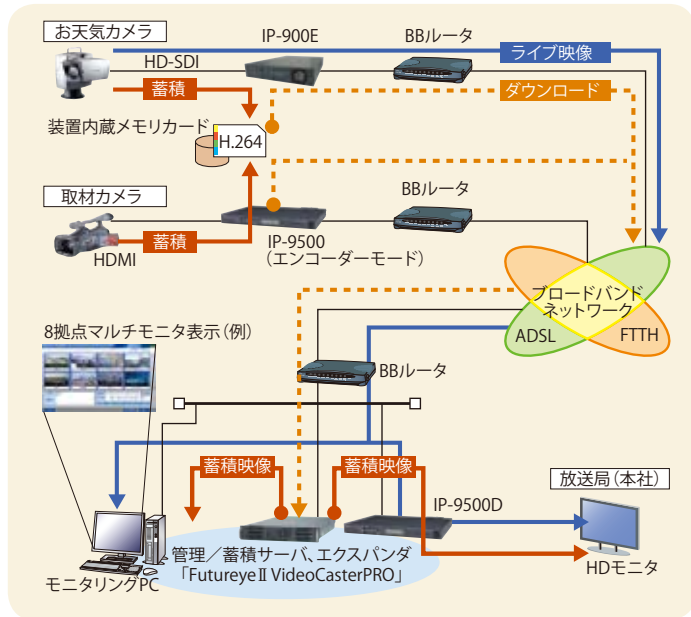 お天気カメラ
IP-900E
BBルータ
ライブ映像
HD-SDI
蓄積
ダウンロード
装置内蔵メモリカード
H.264
取材カメラ
BBルータ
蓄積
HDMI
IP-9500
（エンコーダーモード）
ブロードバンド
ネットワーク
ADSL
FTTH
8拠点マルチモニタ表示（例）
BBルータ
蓄積映像
蓄積映像
放送局（本社）
IP-9500D
管理／蓄積サーバ、エクスパンダ
「FutureyeⅡ VideoCasterPRO」
モニタリングPC
HDモニタ